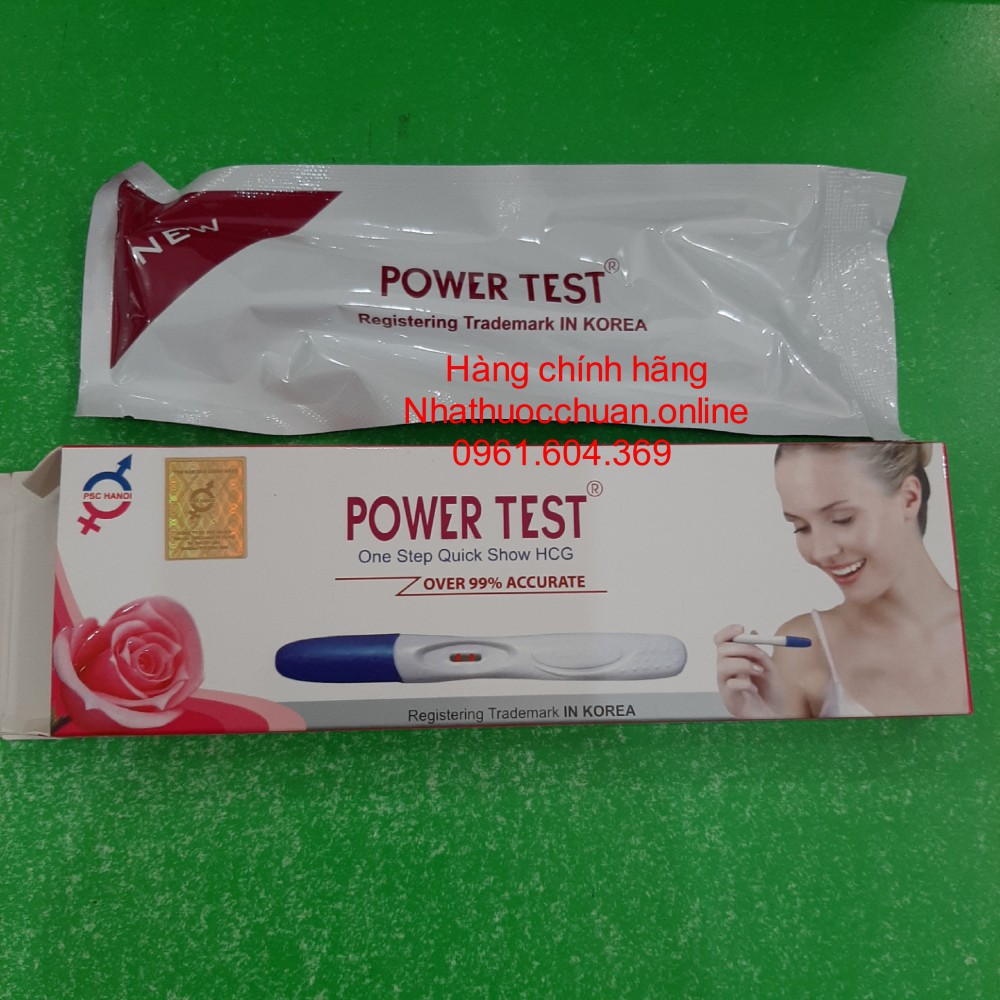 NEW
POWER TEST®
Registering Trademark IN KOREA
Hàng chính hãng
Nhathuocchuan.online
0961.604.369
PSC HANOI
POWER TEST®
One Step Quick Show HCG
OVER 99% ACCURATE
Registering Trademark IN KOREA